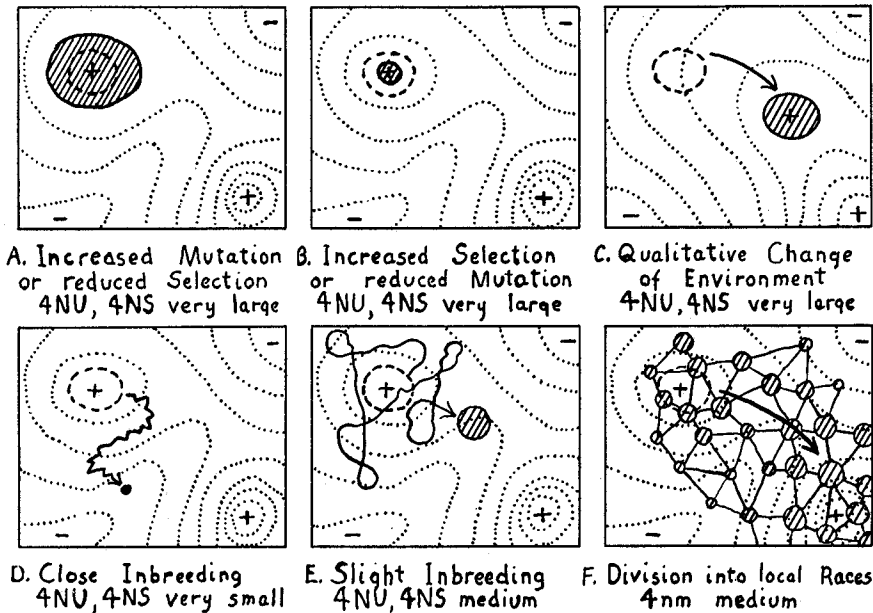 A. Increased Mutation
or reduced Selection
4NU, 4NS very large
B. Increased Selection
or reduced Mutation
4NU, 4NS very large
C. Qualitative Change
of Environment
4NU, 4NS very large
D. Close Inbreeding
4NU, 4NS very small
E. Slight Inbreeding
4NU, 4NS medium
F. Division into local Races
4nm medium